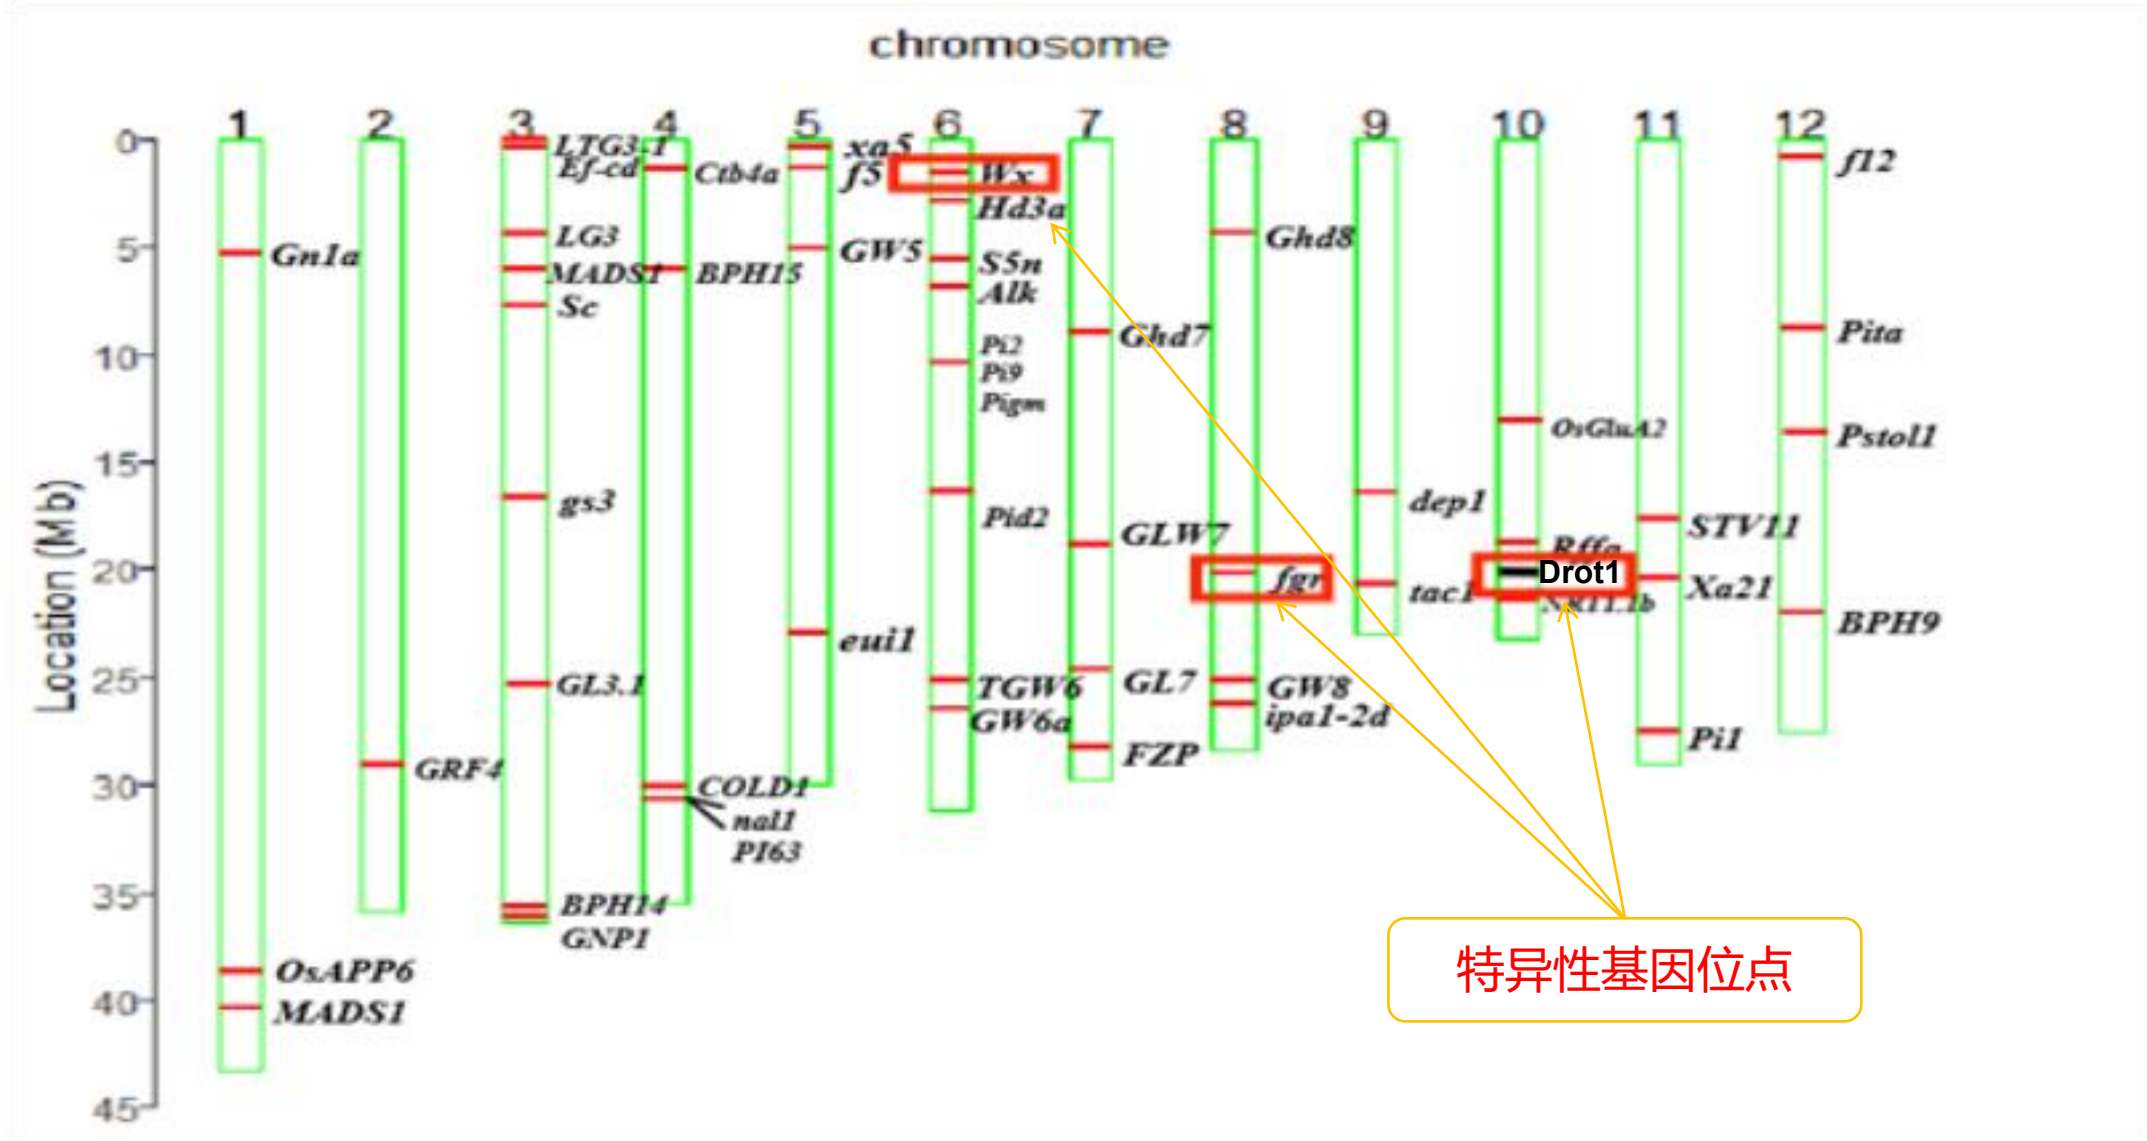 chromosome
1 2 3 4 5 6 7 8 9 10 11 12
Location (Mb)
0
5
10
15
20
25
30
35
40
45
Gn1a
OsAPP6
MADS1
GRF4
LTG3-1
Ef-cd
LG3
MADS1
Sc
gs3
GL3.1
BPH14
GNP1
Ctb4a
BPH15
COLD1
nal1
PI63
xa5
f5
GW5
eui1
Wx
Hd3a
S5n
Alk
Pi2
Pi9
Pigm
Pid2
TGW6
GW6a
Ghd7
GLW7
GL7
FZP
Ghd8
fgr
GW8
ipa1-2d
dep1
tac1
OsGluA2
Drot1
STV11
Xa21
Pi1
f12
Pita
Pstol1
BPH9
特异性基因位点